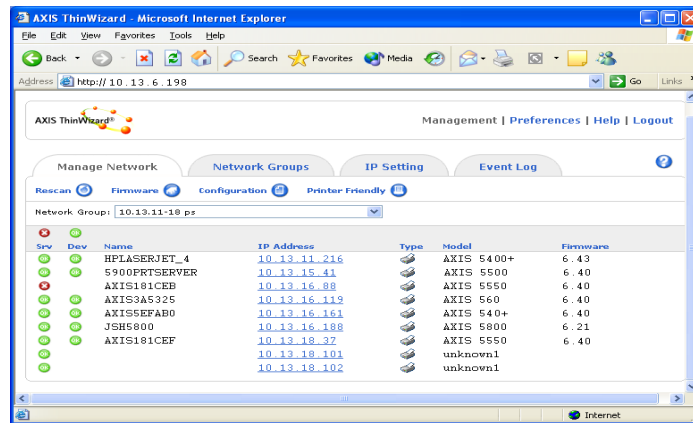 AXIS ThinWizard - Microsoft Internet Explorer
File Edit View Favorites Tools Help
Back Search Favorites Media
Address http://10.13.6.198 Go Links
AXIS ThinWizard® Management | Preferences | Help | Logout
Manage Network Network Groups IP Setting Event Log ?
Rescan Firmware Configuration Printer Friendly
Network Group: 10.13.11-18 ps
Srv Dev Name IP Address Type Model Firmware
HPLASERJET_4 10.13.11.216 AXIS 5400+ 6.43
5900PRTSERVER 10.13.15.41 AXIS 5500 6.40
AXIS181CEB 10.13.16.88 AXIS 5550 6.40
AXIS3A5325 10.13.16.119 AXIS 560 6.40
AXIS5EFAB0 10.13.16.161 AXIS 540+ 6.40
JSH5800 10.13.16.188 AXIS 5800 6.21
AXIS181CEF 10.13.18.37 AXIS 5550 6.40
10.13.18.101 unknown1
10.13.18.102 unknown1
Internet